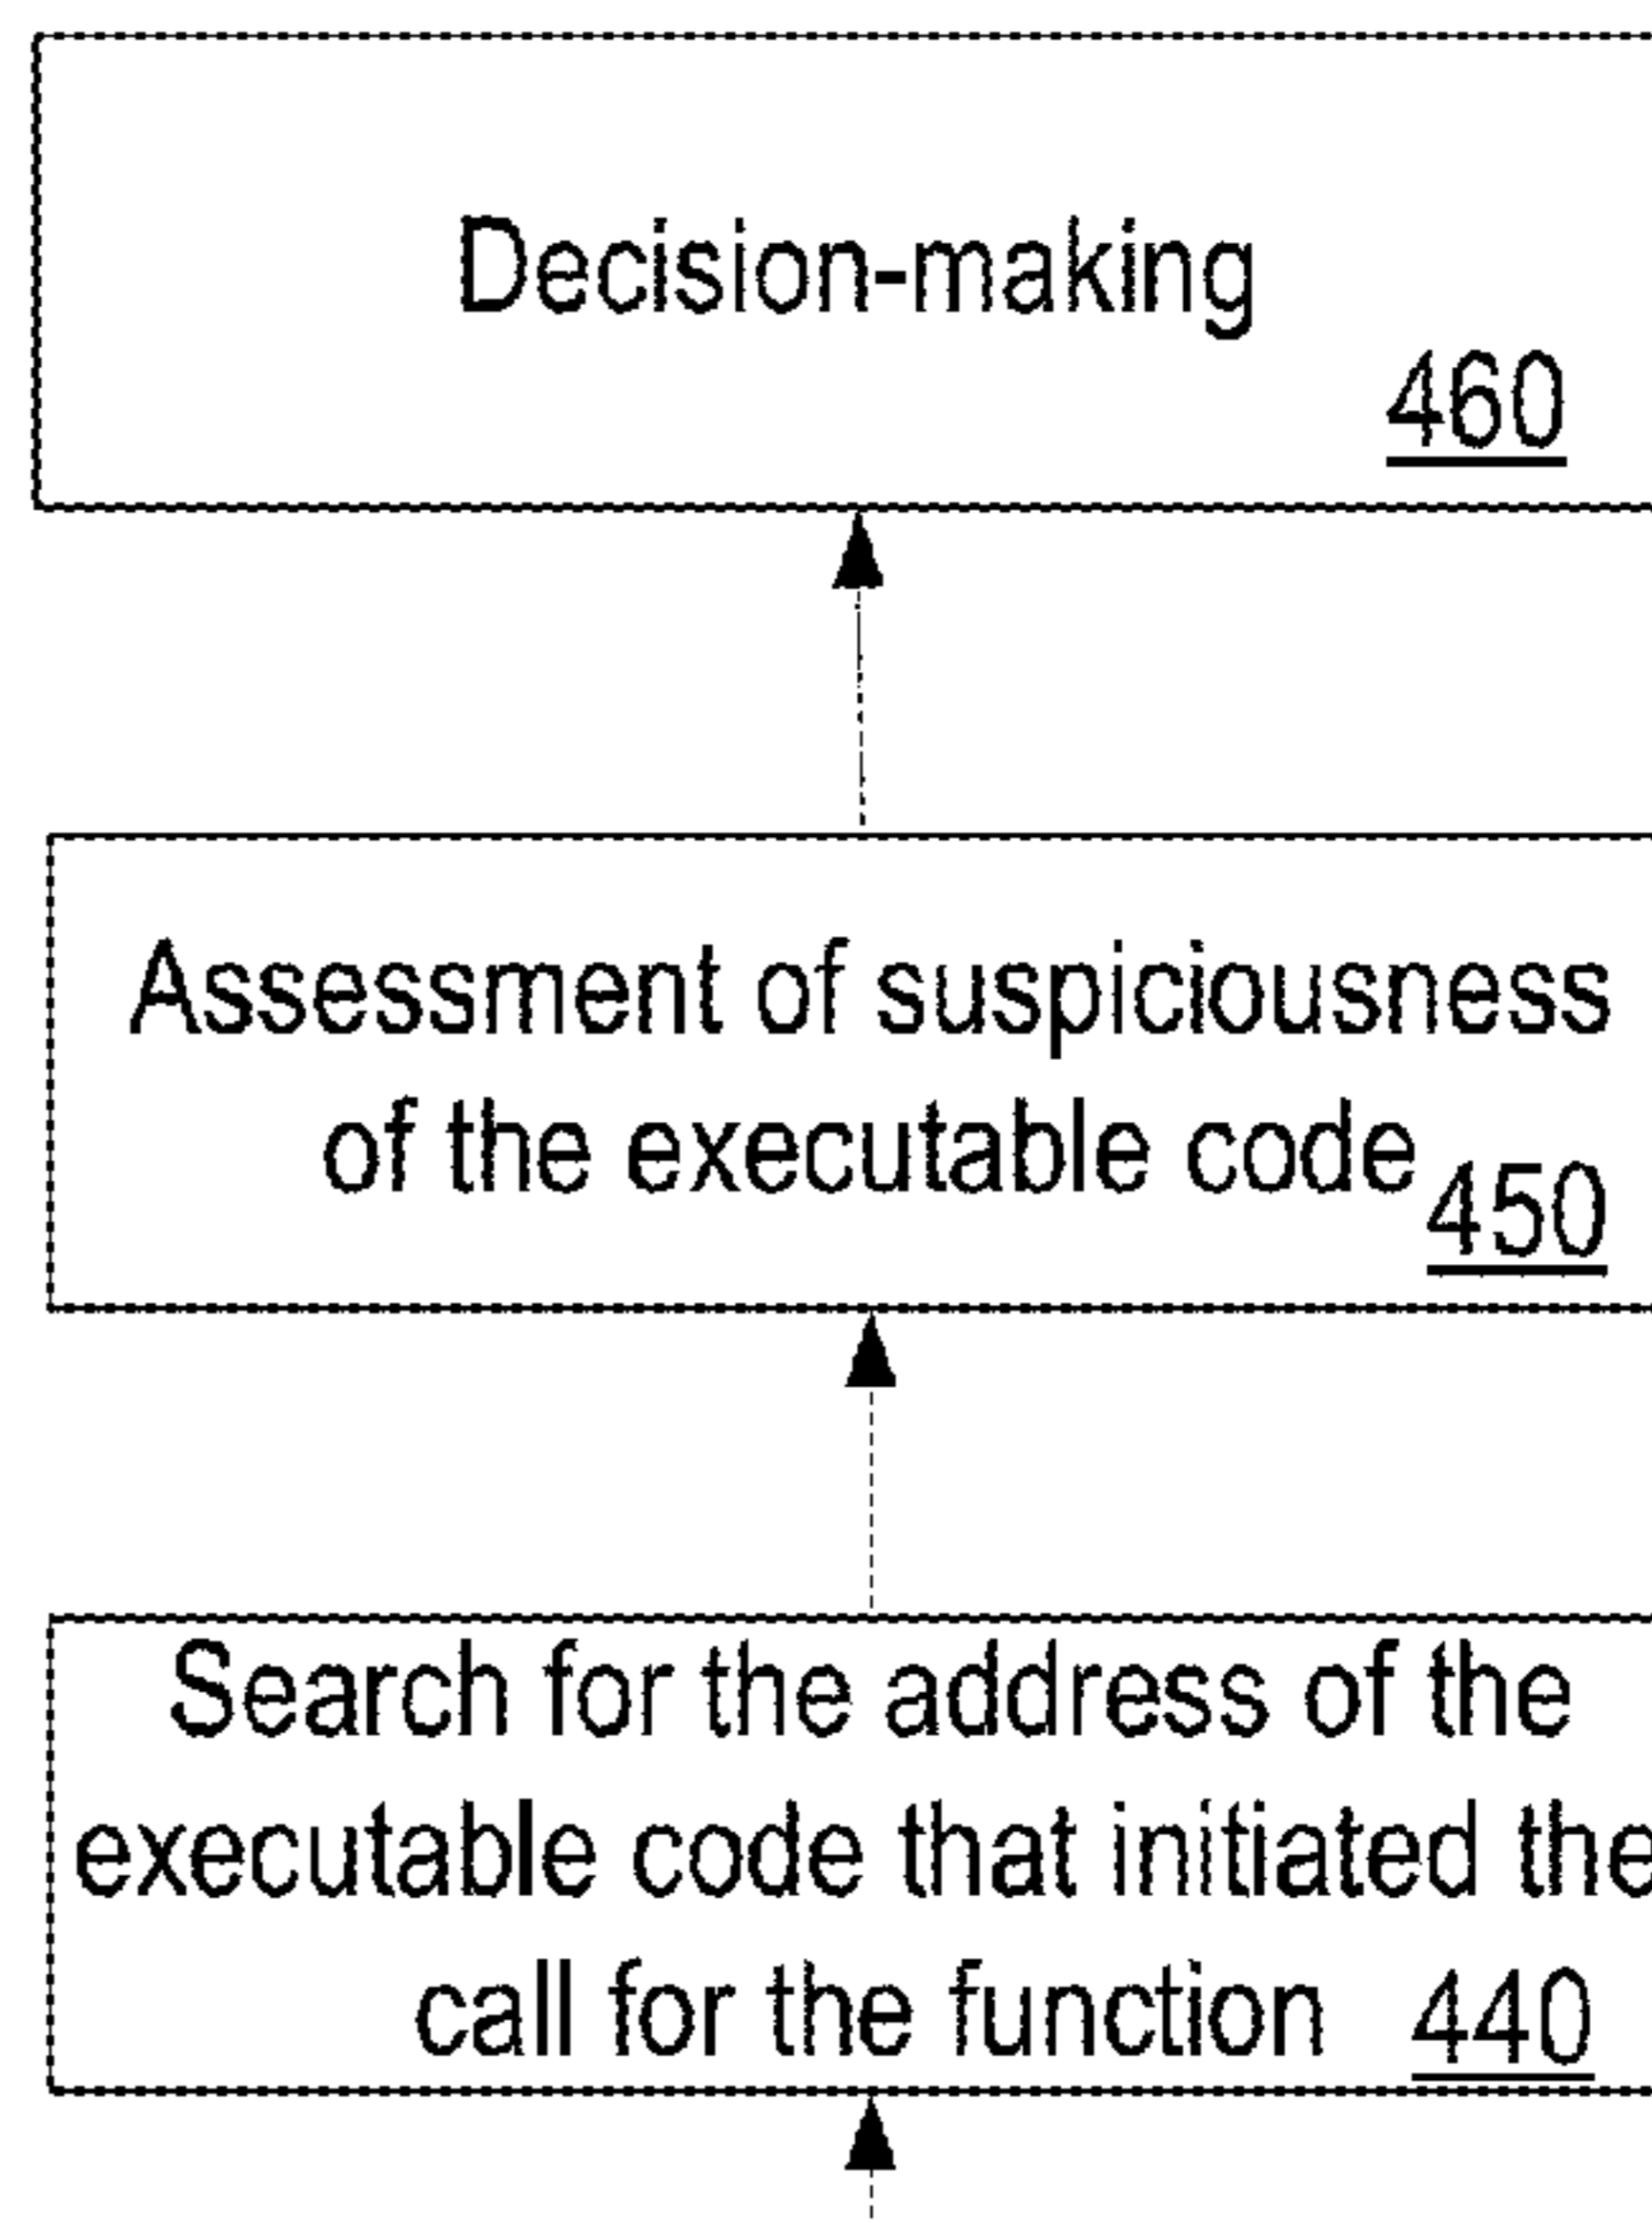 Decision-making
460
Assessment of suspiciousness
of the executable code
450
Search for the address of the
executable code that initiated the
call for the function 440